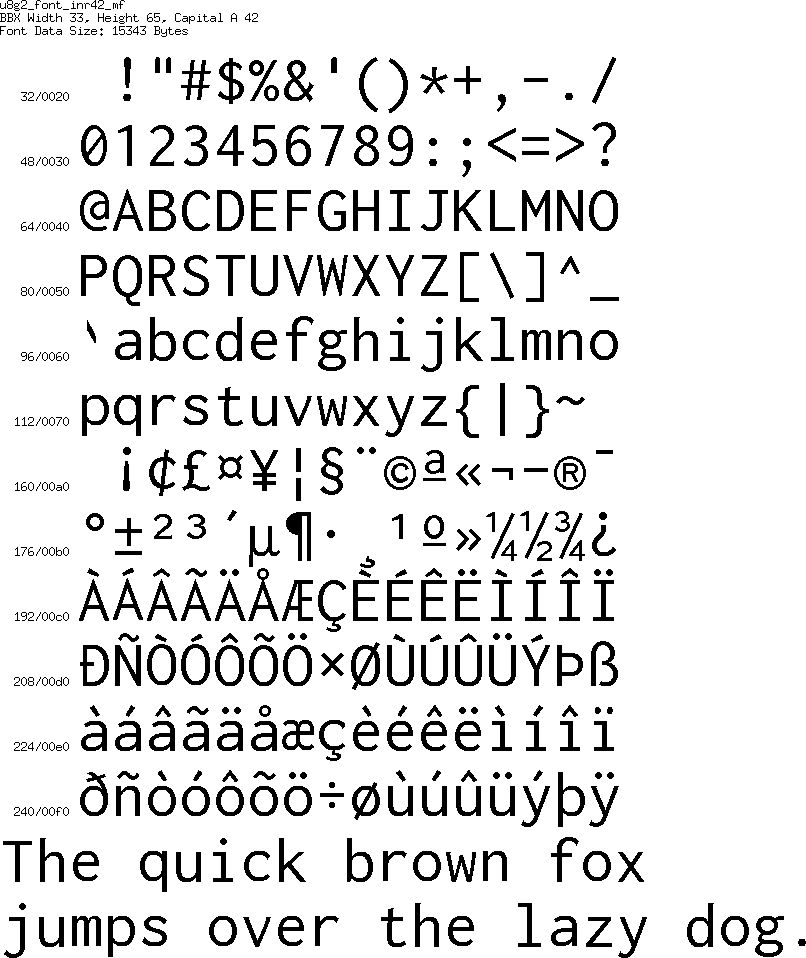 u8g2_font_inr42_mf
BBX Width 33, Height 65, Capital A 42
Font Data Size: 15343 Bytes
32/0020 !"#$%&'()*+,-./
48/0030 0123456789:;<=>?
64/0040 @ABCDEFGHIJKLMNO
80/0050 PQRSTUVWXYZ[\]^_
96/0060 `abcdefghijklmno
112/0070 pqrstuvwxyz{|}~
160/00a0 ¡¢£¤¥¦§¨©ª«¬-®¯
176/00b0 °±²³´µ¶·¸¹º»¼½¾¿
192/00c0 ÀÁÂÃÄÅÆÇÈÉÊËÌÍÎÏ
208/00d0 ÐÑÒÓÔÕÖ×ØÙÚÛÜÝÞß
224/00e0 àáâãäåæçèéêëìíîï
240/00f0 ðñòóôõö÷øùúûüýþÿ
The quick brown fox
jumps over the lazy dog.